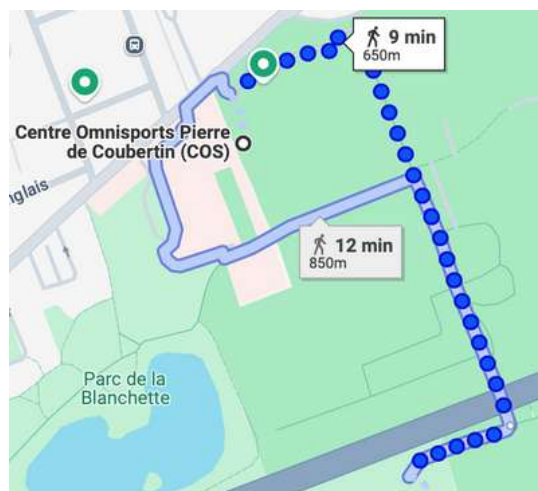 9 min
650m
Centre Omnisports Pierre
de Coubertin (COS)
nglais
12 min
850m
Parc de la
Blanchette